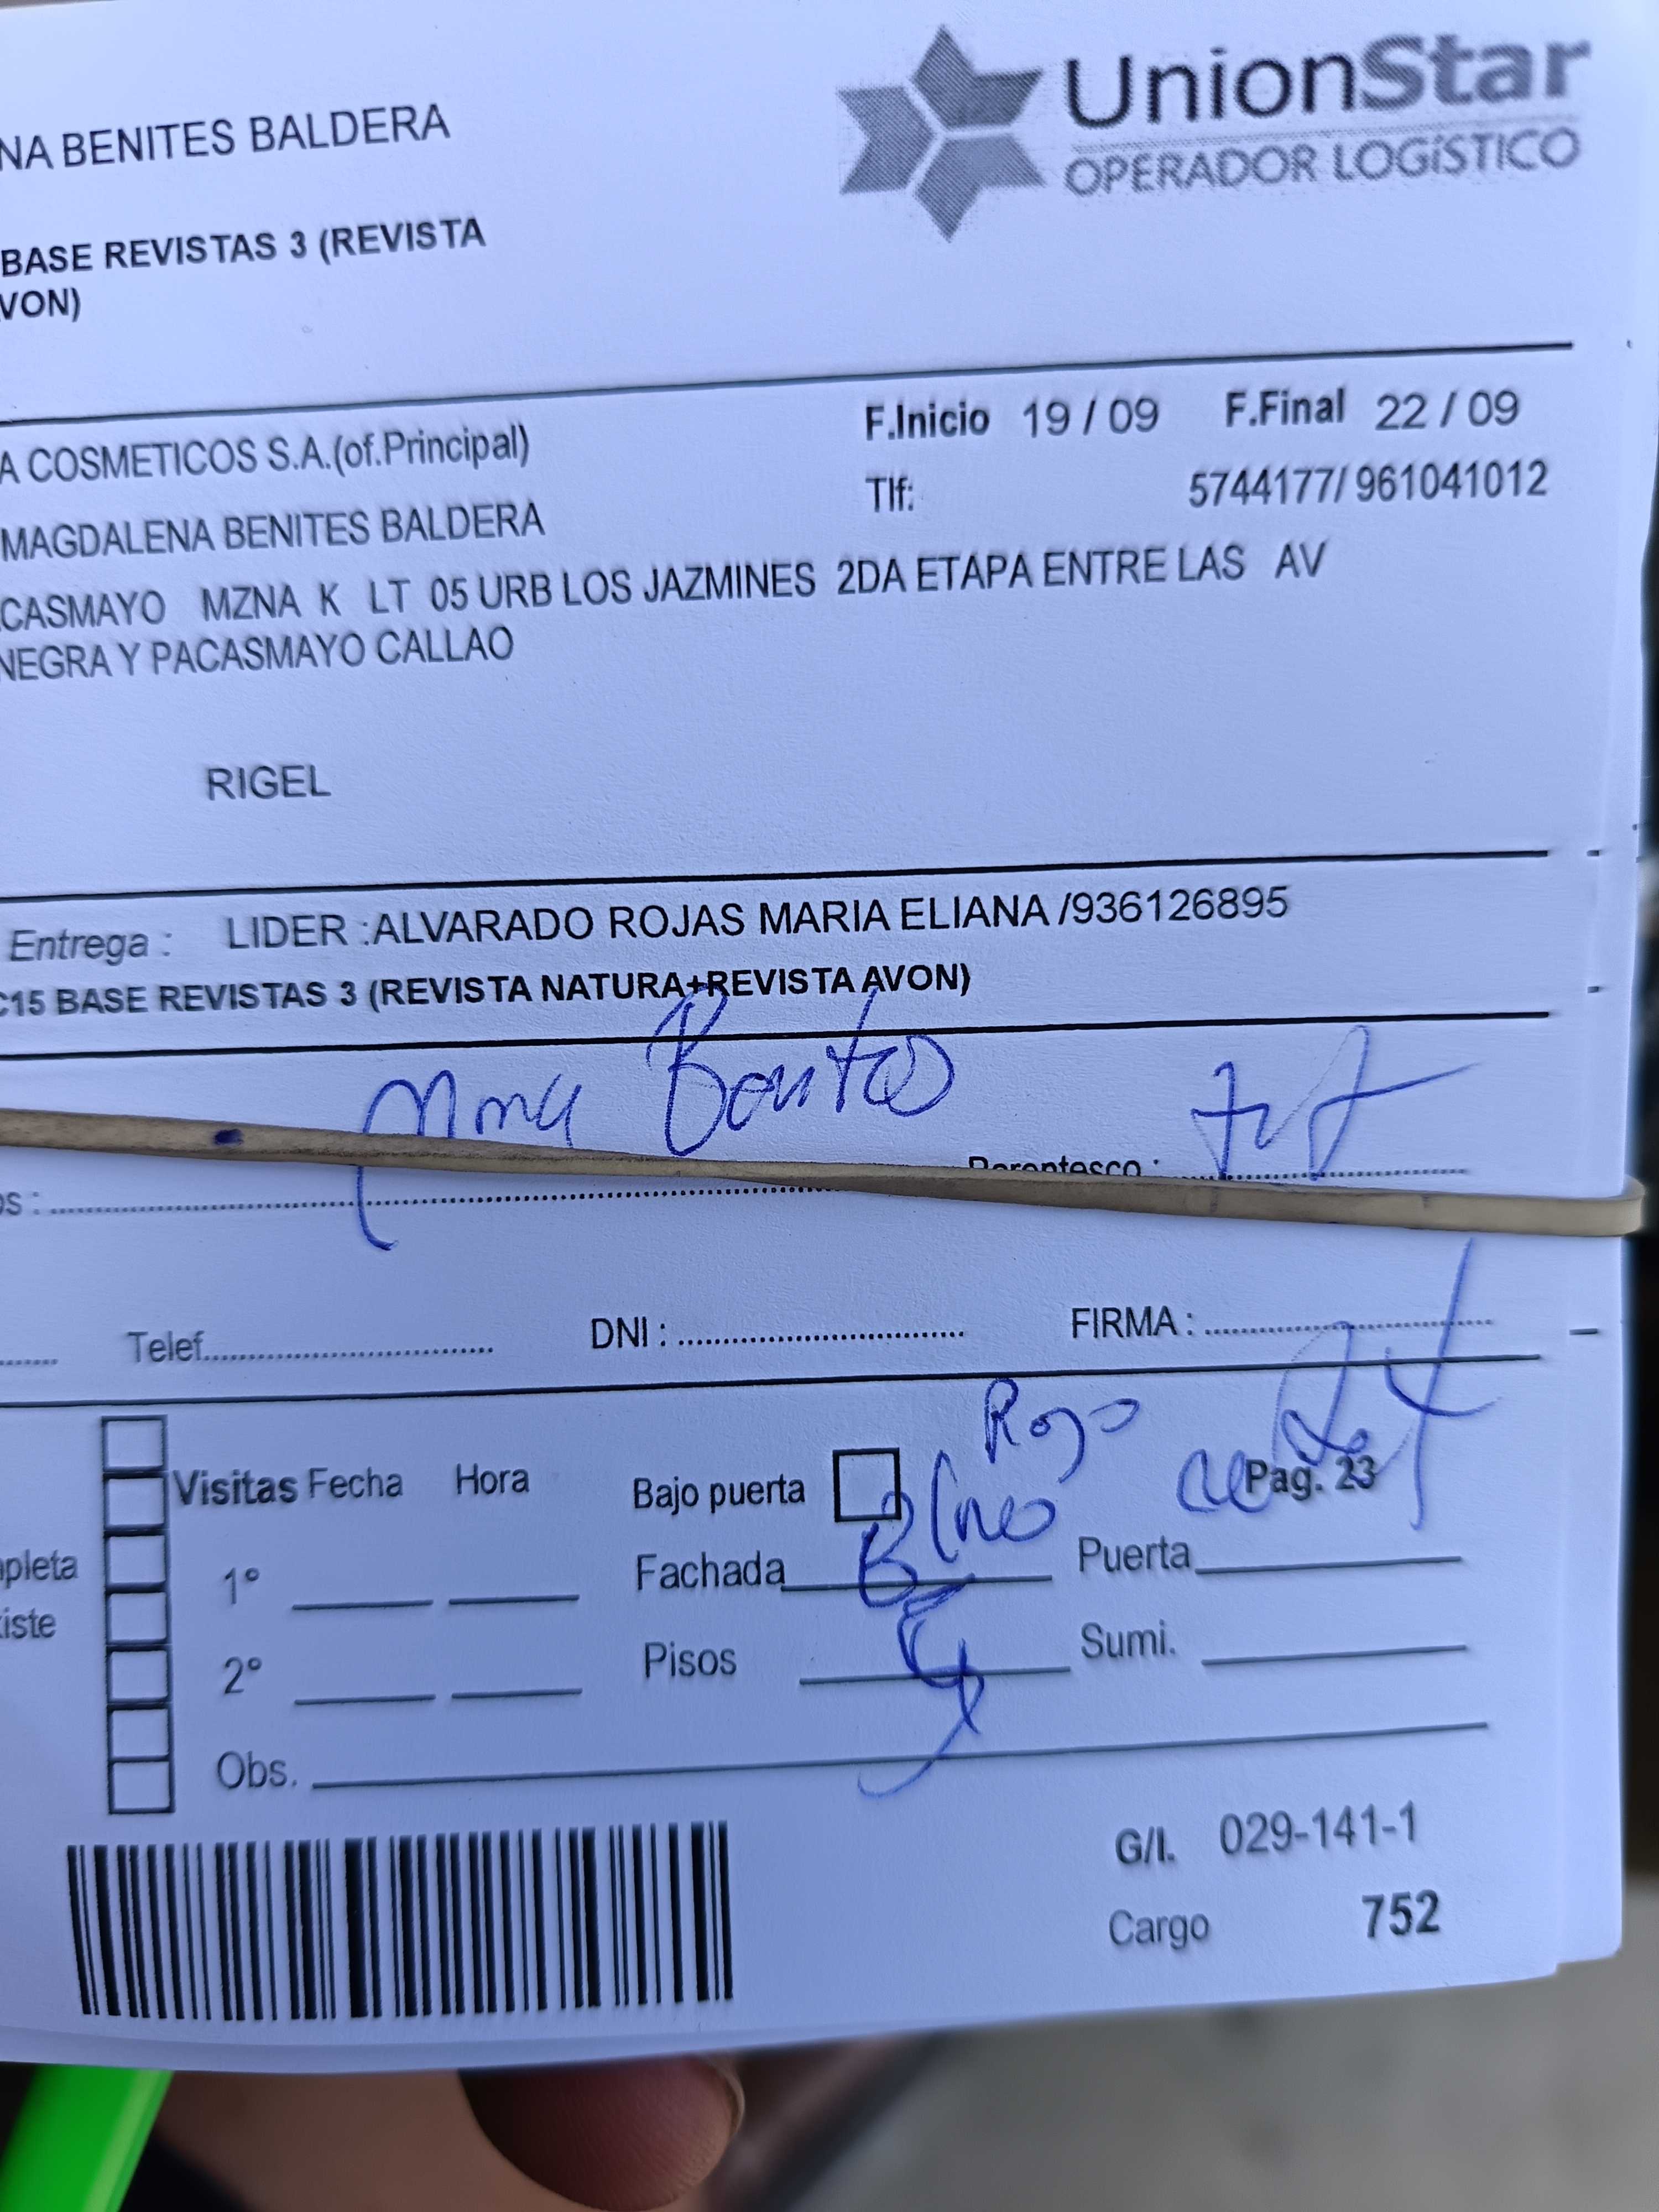 UnionStar
OPERADOR LOGíSTICO
NA BENITES BALDERA
BASE REVISTAS 3 (REVISTA
VON)
F.Inicio 19 / 09 F.Final 22 / 09
A COSMETICOS S.A.(of.Principal)
Tlf: 5744177/ 961041012
MAGDALENA BENITES BALDERA
CASMAYO MZNA K LT 05 URB LOS JAZMINES 2DA ETAPA ENTRE LAS AV
NEGRA Y PACASMAYO CALLAO
RIGEL
Entrega : LIDER :ALVARADO ROJAS MARIA ELIANA /936126895
C15 BASE REVISTAS 3 (REVISTA NATURA+REVISTA AVON)
Benites
Parentesco :
os :
Telef. DNI : FIRMA :
Rojo
Visitas Fecha Hora Bajo puerta Pag. 23
mpleta 1° Fachada Puerta
xiste
2° Pisos Sumi.
Obs.
G/I. 029-141-1
Cargo 752